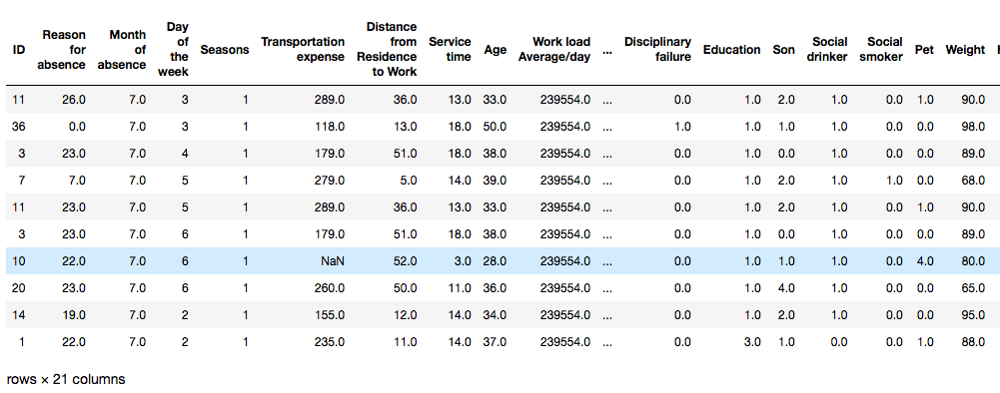 ID Reason for absence Month of absence Day of the week Seasons Transportation expense Distance from Residence to Work Service time Age Work load Average/day ... Disciplinary failure Education Son Social drinker Social smoker Pet Weight
11 26.0 7.0 3 1 289.0 36.0 13.0 33.0 239554.0 ... 0.0 1.0 2.0 1.0 0.0 1.0 90.0
36 0.0 7.0 3 1 118.0 13.0 18.0 50.0 239554.0 ... 1.0 1.0 1.0 1.0 0.0 0.0 98.0
3 23.0 7.0 4 1 179.0 51.0 18.0 38.0 239554.0 ... 0.0 1.0 0.0 1.0 0.0 0.0 89.0
7 7.0 7.0 5 1 279.0 5.0 14.0 39.0 239554.0 ... 0.0 1.0 2.0 1.0 1.0 0.0 68.0
11 23.0 7.0 5 1 289.0 36.0 13.0 33.0 239554.0 ... 0.0 1.0 2.0 1.0 0.0 1.0 90.0
3 23.0 7.0 6 1 179.0 51.0 18.0 38.0 239554.0 ... 0.0 1.0 0.0 1.0 0.0 0.0 89.0
10 22.0 7.0 6 1 NaN 52.0 3.0 28.0 239554.0 ... 0.0 1.0 1.0 1.0 0.0 4.0 80.0
20 23.0 7.0 6 1 260.0 50.0 11.0 36.0 239554.0 ... 0.0 1.0 4.0 1.0 0.0 0.0 65.0
14 19.0 7.0 2 1 155.0 12.0 14.0 34.0 239554.0 ... 0.0 1.0 2.0 1.0 0.0 0.0 95.0
1 22.0 7.0 2 1 235.0 11.0 14.0 37.0 239554.0 ... 0.0 3.0 1.0 0.0 0.0 1.0 88.0
rows × 21 columns